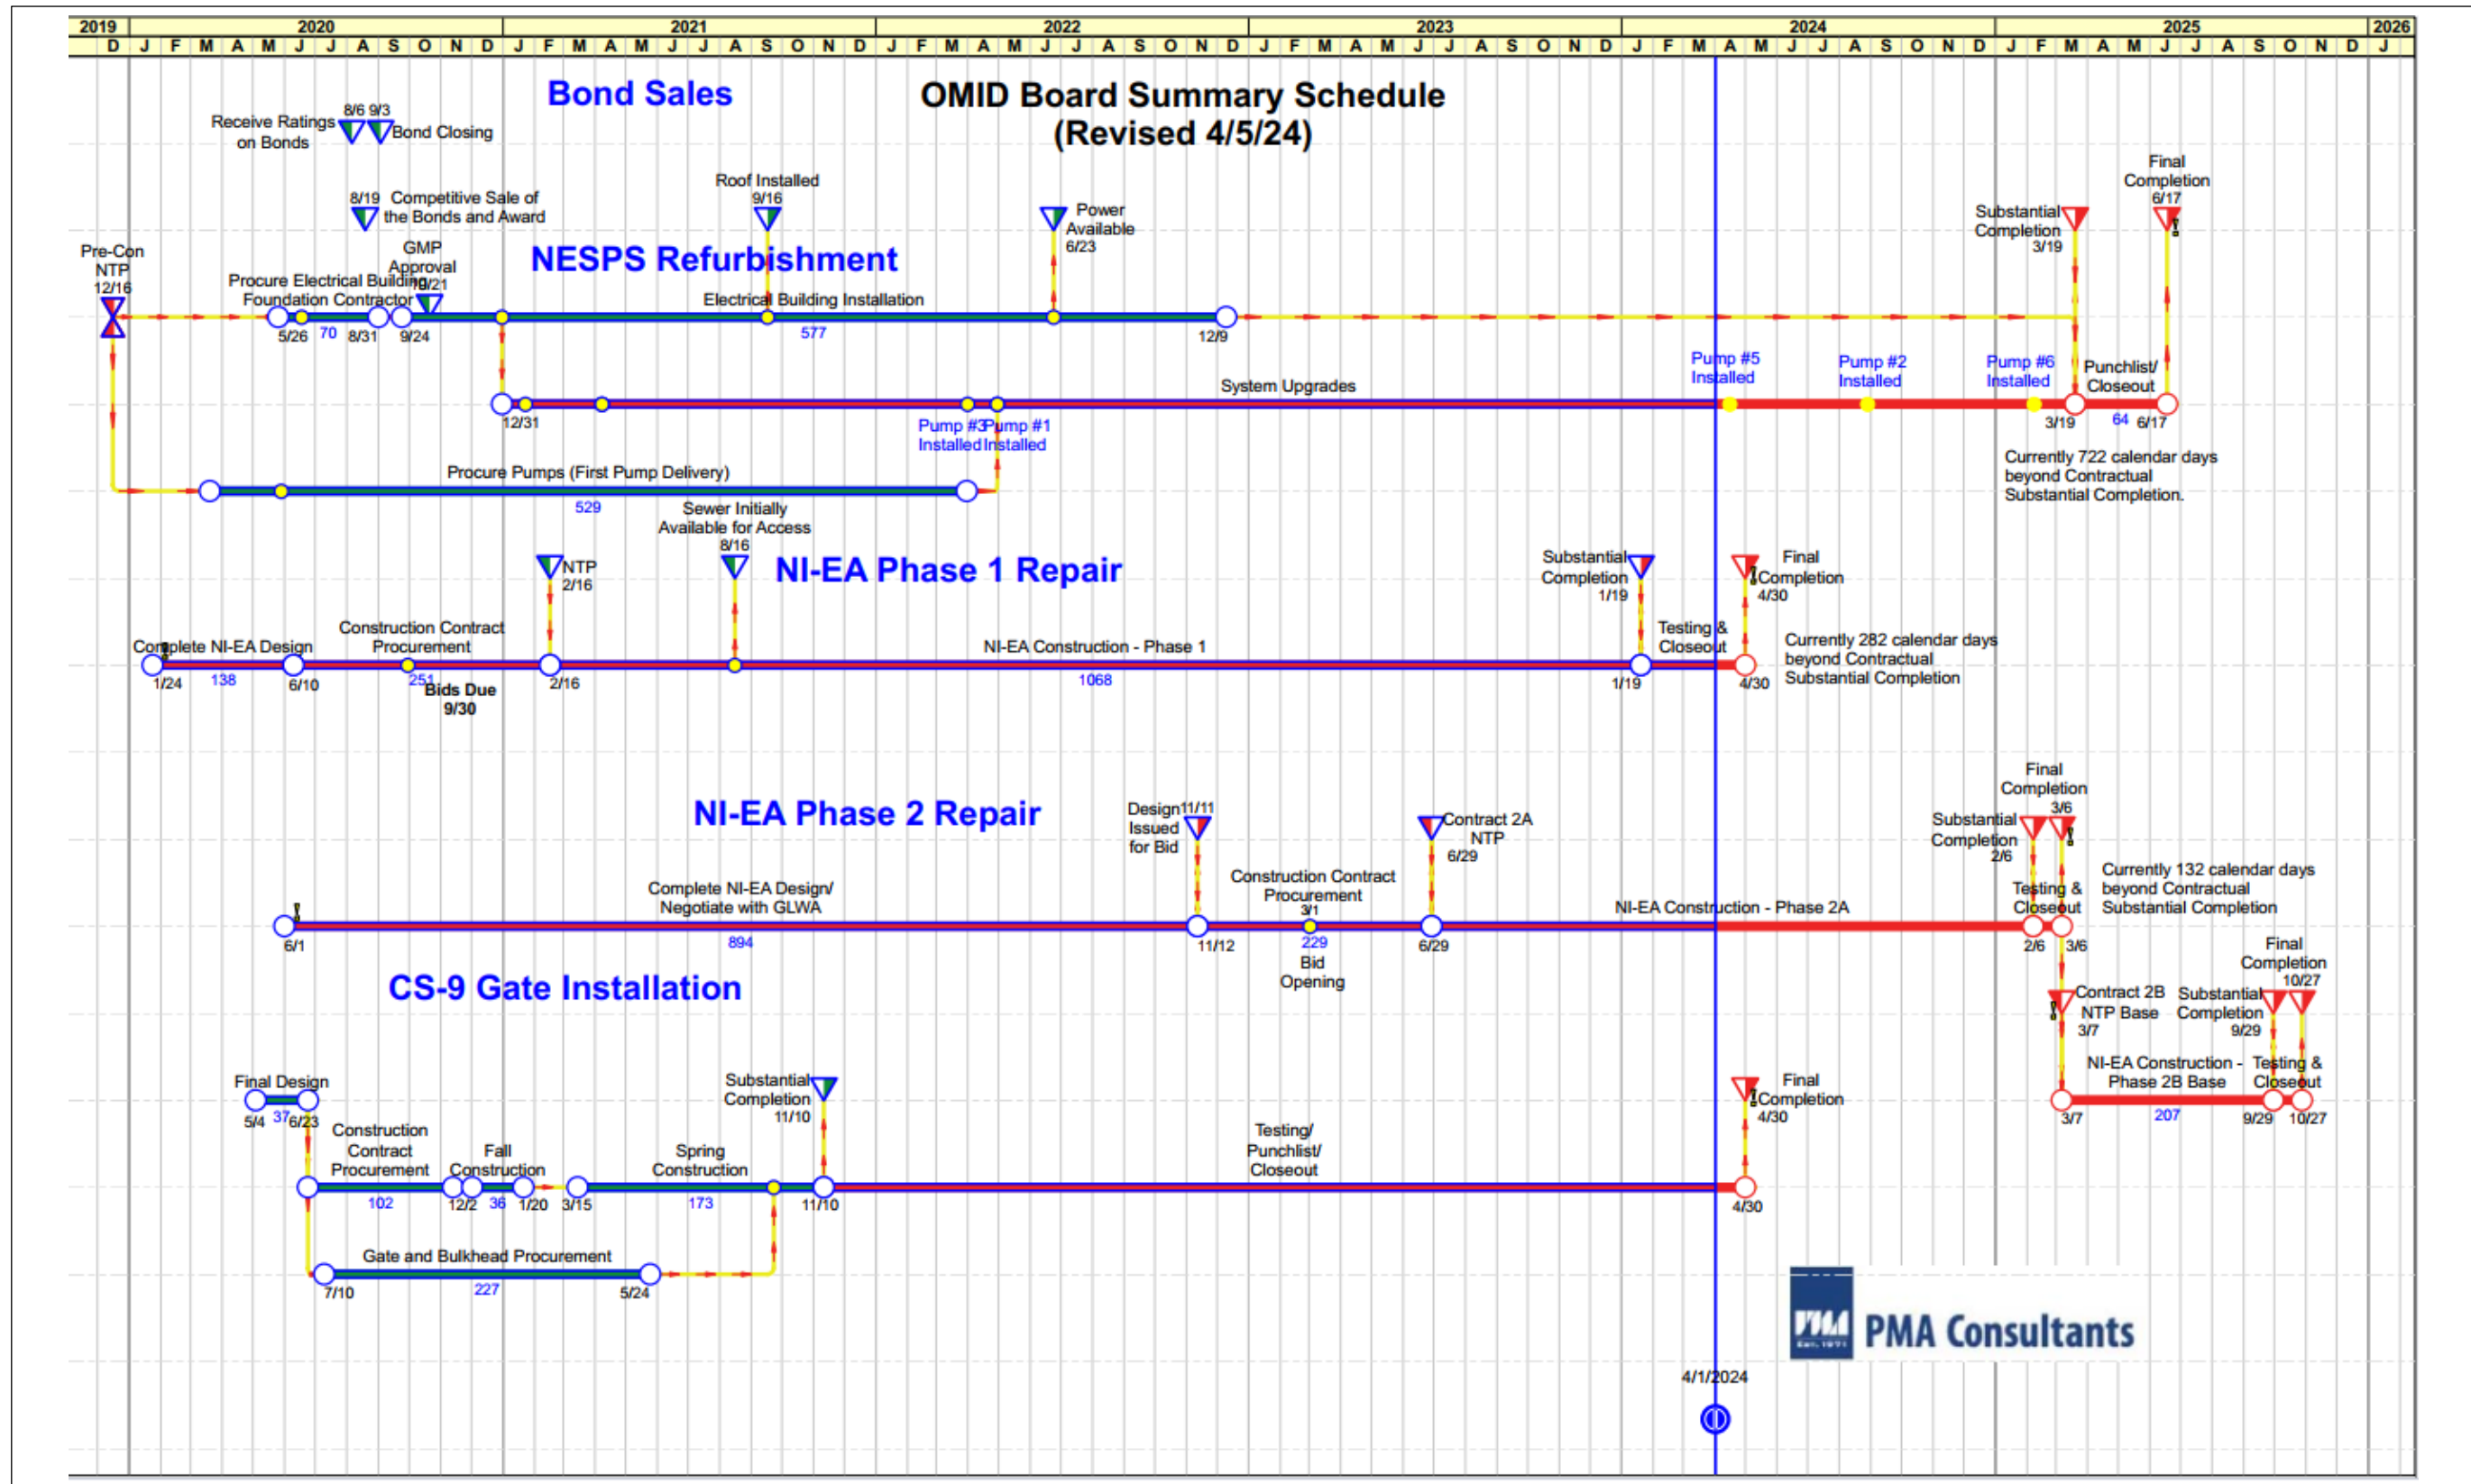 2019 2020 2021 2022 2023 2024 2025 2026
D J F M A M J J A S O N D J F M A M J J A S O N D J F M A M J J A S O N D J F M A M J J A S O N D J F M A M J J A S O N D J F M A M J J A S O N D J
Bond Sales
OMID Board Summary Schedule
(Revised 4/5/24)
8/6 9/3
Receive Ratings
on Bonds
Bond Closing
8/19 Competitive Sale of
the Bonds and Award
Roof Installed
9/16
Power
Available
6/23
Substantial
Completion
3/19
Final
Completion
6/17
NESPS Refurbishment
Pre-Con
NTP
12/16
GMP
Approval
10/21
Procure Electrical Building
Foundation Contractor
Electrical Building Installation
5/26 70 8/31 9/24 577 12/9
Pump #5
Installed
Pump #2
Installed
Pump #6
Installed
Punchlist/
Closeout
System Upgrades
12/31
Pump #3
Installed
Pump #1
Installed
3/19 64 6/17
Currently 722 calendar days
beyond Contractual
Substantial Completion.
Procure Pumps (First Pump Delivery)
529
Sewer Initially
Available for Access
8/16
NI-EA Phase 1 Repair
NTP
2/16
Substantial
Completion
1/19
Final
Completion
4/30
Complete NI-EA Design
Construction Contract
Procurement
NI-EA Construction - Phase 1
Testing &
Closeout
1/24 138 6/10 251 2/16 1068 1/19 4/30
Bids Due
9/30
Currently 282 calendar days
beyond Contractual
Substantial Completion
NI-EA Phase 2 Repair
Design
Issued
for Bid
11/11
Contract 2A
NTP
6/29
Substantial
Completion
2/6
Final
Completion
3/6
Complete NI-EA Design/
Negotiate with GLWA
Construction Contract
Procurement
3/1
NI-EA Construction - Phase 2A
Testing &
Closeout
6/1 894 11/12 229 6/29 2/6 3/6
Bid
Opening
Currently 132 calendar days
beyond Contractual
Substantial Completion
Contract 2B
NTP Base
3/7
Substantial
Completion
9/29
Final
Completion
10/27
NI-EA Construction -
Phase 2B Base
Testing &
Closeout
3/7 207 9/29 10/27
CS-9 Gate Installation
Final Design
5/4 37 6/23
Substantial
Completion
11/10
Final
Completion
4/30
Construction
Contract
Procurement
Fall
Construction
Spring
Construction
Testing/
Punchlist/
Closeout
102 12/2 36 1/20 3/15 173 11/10 4/30
Gate and Bulkhead Procurement
7/10 227 5/24
PMA
Est. 1971
PMA Consultants
4/1/2024